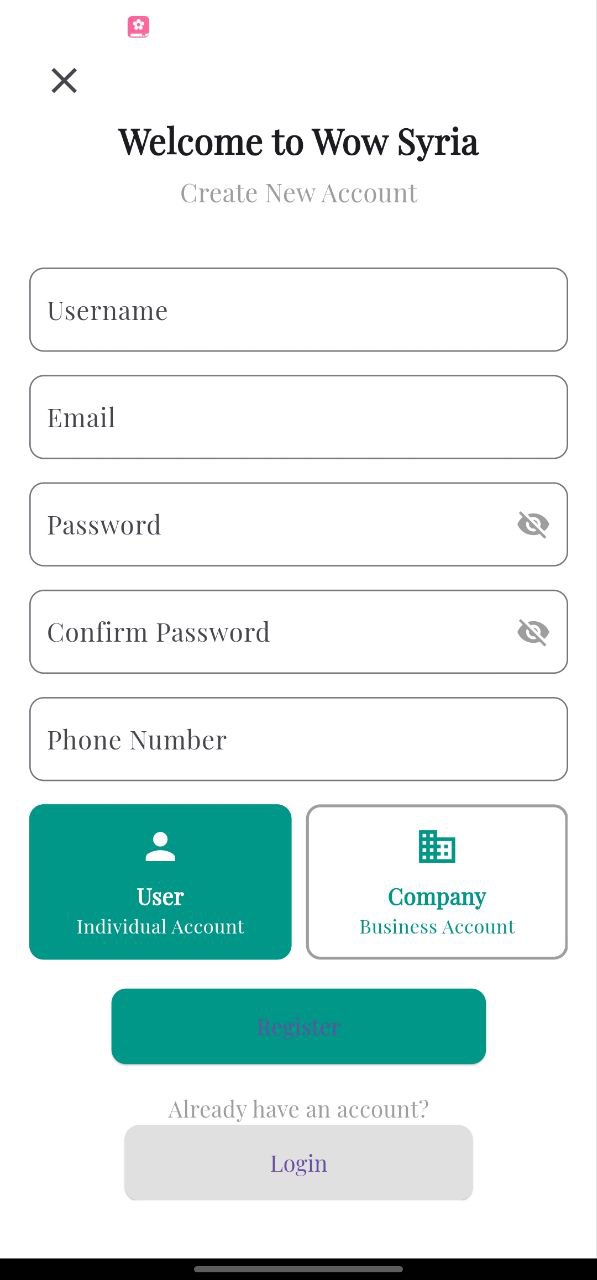 Welcome to Wow Syria
Create New Account
Username
Email
Password
Confirm Password
Phone Number
User
Individual Account
Company
Business Account
Register
Already have an account?
Login